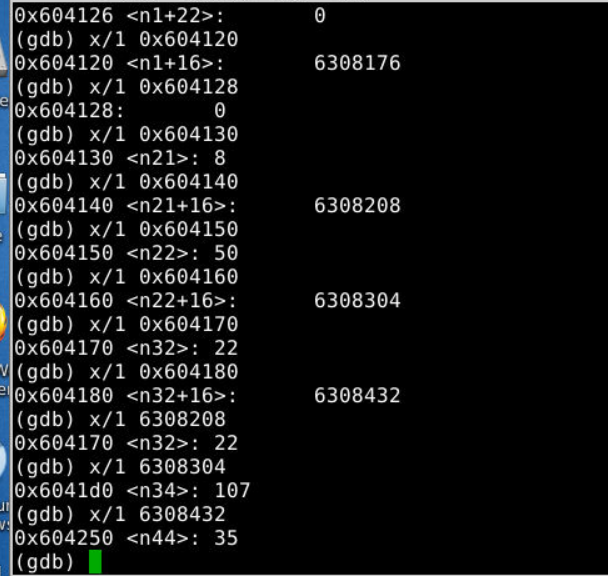 0x604126 <n1+22>: 0
(gdb) x/1 0x604120
0x604120 <n1+16>: 6308176
(gdb) x/1 0x604128
0x604128: 0
(gdb) x/1 0x604130
0x604130 <n21>: 8
(gdb) x/1 0x604140
0x604140 <n21+16>: 6308208
(gdb) x/1 0x604150
0x604150 <n22>: 50
(gdb) x/1 0x604160
0x604160 <n22+16>: 6308304
(gdb) x/1 0x604170
0x604170 <n32>: 22
(gdb) x/1 0x604180
0x604180 <n32+16>: 6308432
(gdb) x/1 6308208
0x604170 <n32>: 22
(gdb) x/1 6308304
0x6041d0 <n34>: 107
(gdb) x/1 6308432
0x604250 <n44>: 35
(gdb)